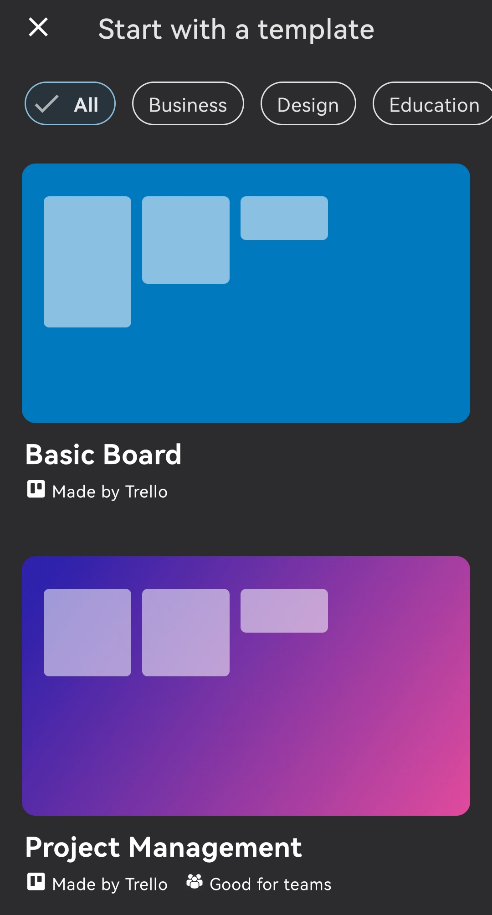 Start with a template
All Business Design Education
Basic Board
Made by Trello
Project Management
Made by Trello Good for teams